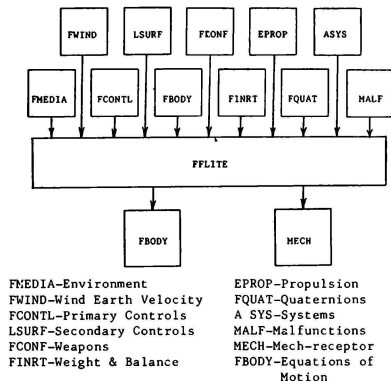 FWIND LSURF FCONF EPROP ASYS
FMEDIA FCONTL FBODY FINRT FQUAT MALF
FFLITE
FBODY MECH
FMEDIA-Environment
FWIND-Wind Earth Velocity
FCONTL-Primary Controls
LSURF-Secondary Controls
FCONF-Weapons
FINRT-Weight & Balance
EPROP-Propulsion
FQUAT-Quaternions
A SYS-Systems
MALF-Malfunctions
MECH-Mech-receptor
FBODY-Equations of
Motion